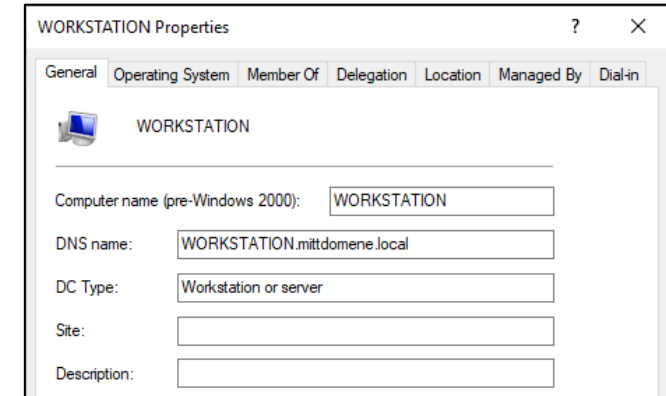 WORKSTATION Properties ? ×
General Operating System Member Of Delegation Location Managed By Dial-in
WORKSTATION
Computer name (pre-Windows 2000): WORKSTATION
DNS name: WORKSTATION.mittdomene.local
DC Type: Workstation or server
Site:
Description: